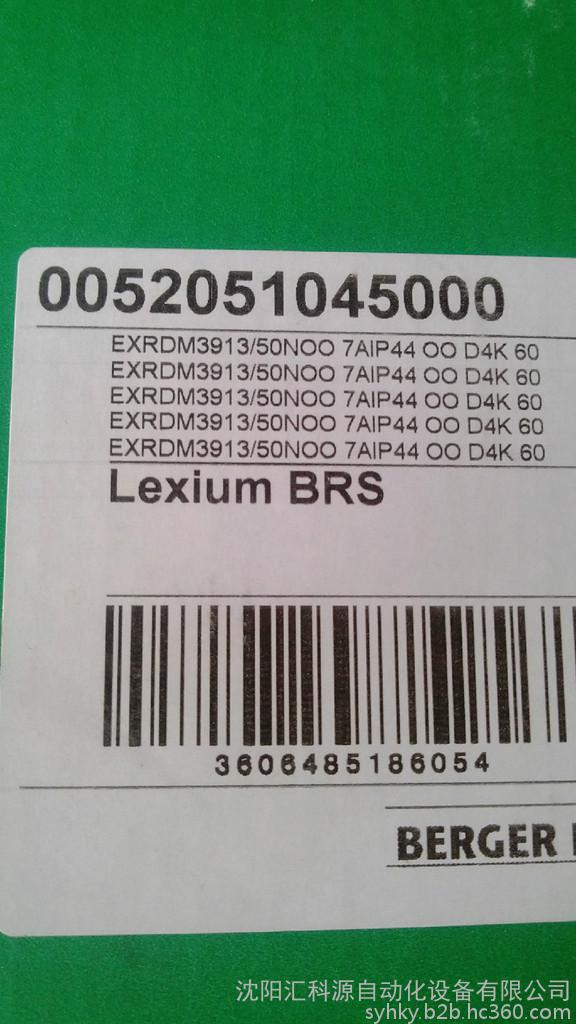 0052051045000
EXRDM3913/50NOO 7AIP44 OO D4K 60
EXRDM3913/50NOO 7AIP44 OO D4K 60
EXRDM3913/50NOO 7AIP44 OO D4K 60
EXRDM3913/50NOO 7AIP44 OO D4K 60
EXRDM3913/50NOO 7AIP44 OO D4K 60
Lexium BRS
3606485186054
BERGER
沈阳汇科源自动化设备有限公司
syhky.b2b.hc360.com